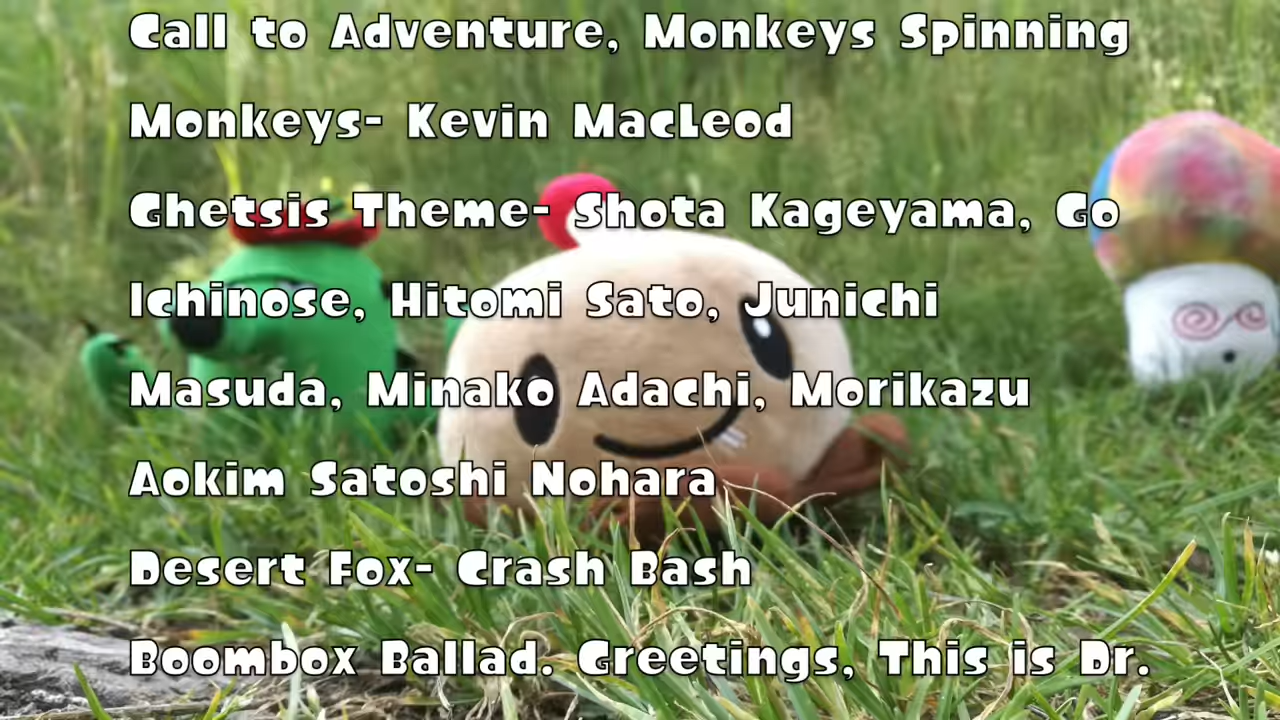 Call to Adventure, Monkeys Spinning
Monkeys- Kevin MacLeod
Ghetsis Theme- Shota Kageyama, Go
Ichinose, Hitomi Sato, Junichi
Masuda, Minako Adachi, Morikazu
Aokim Satoshi Nohara
Desert Fox- Crash Bash
Boombox Ballad. Greetings, This is Dr.